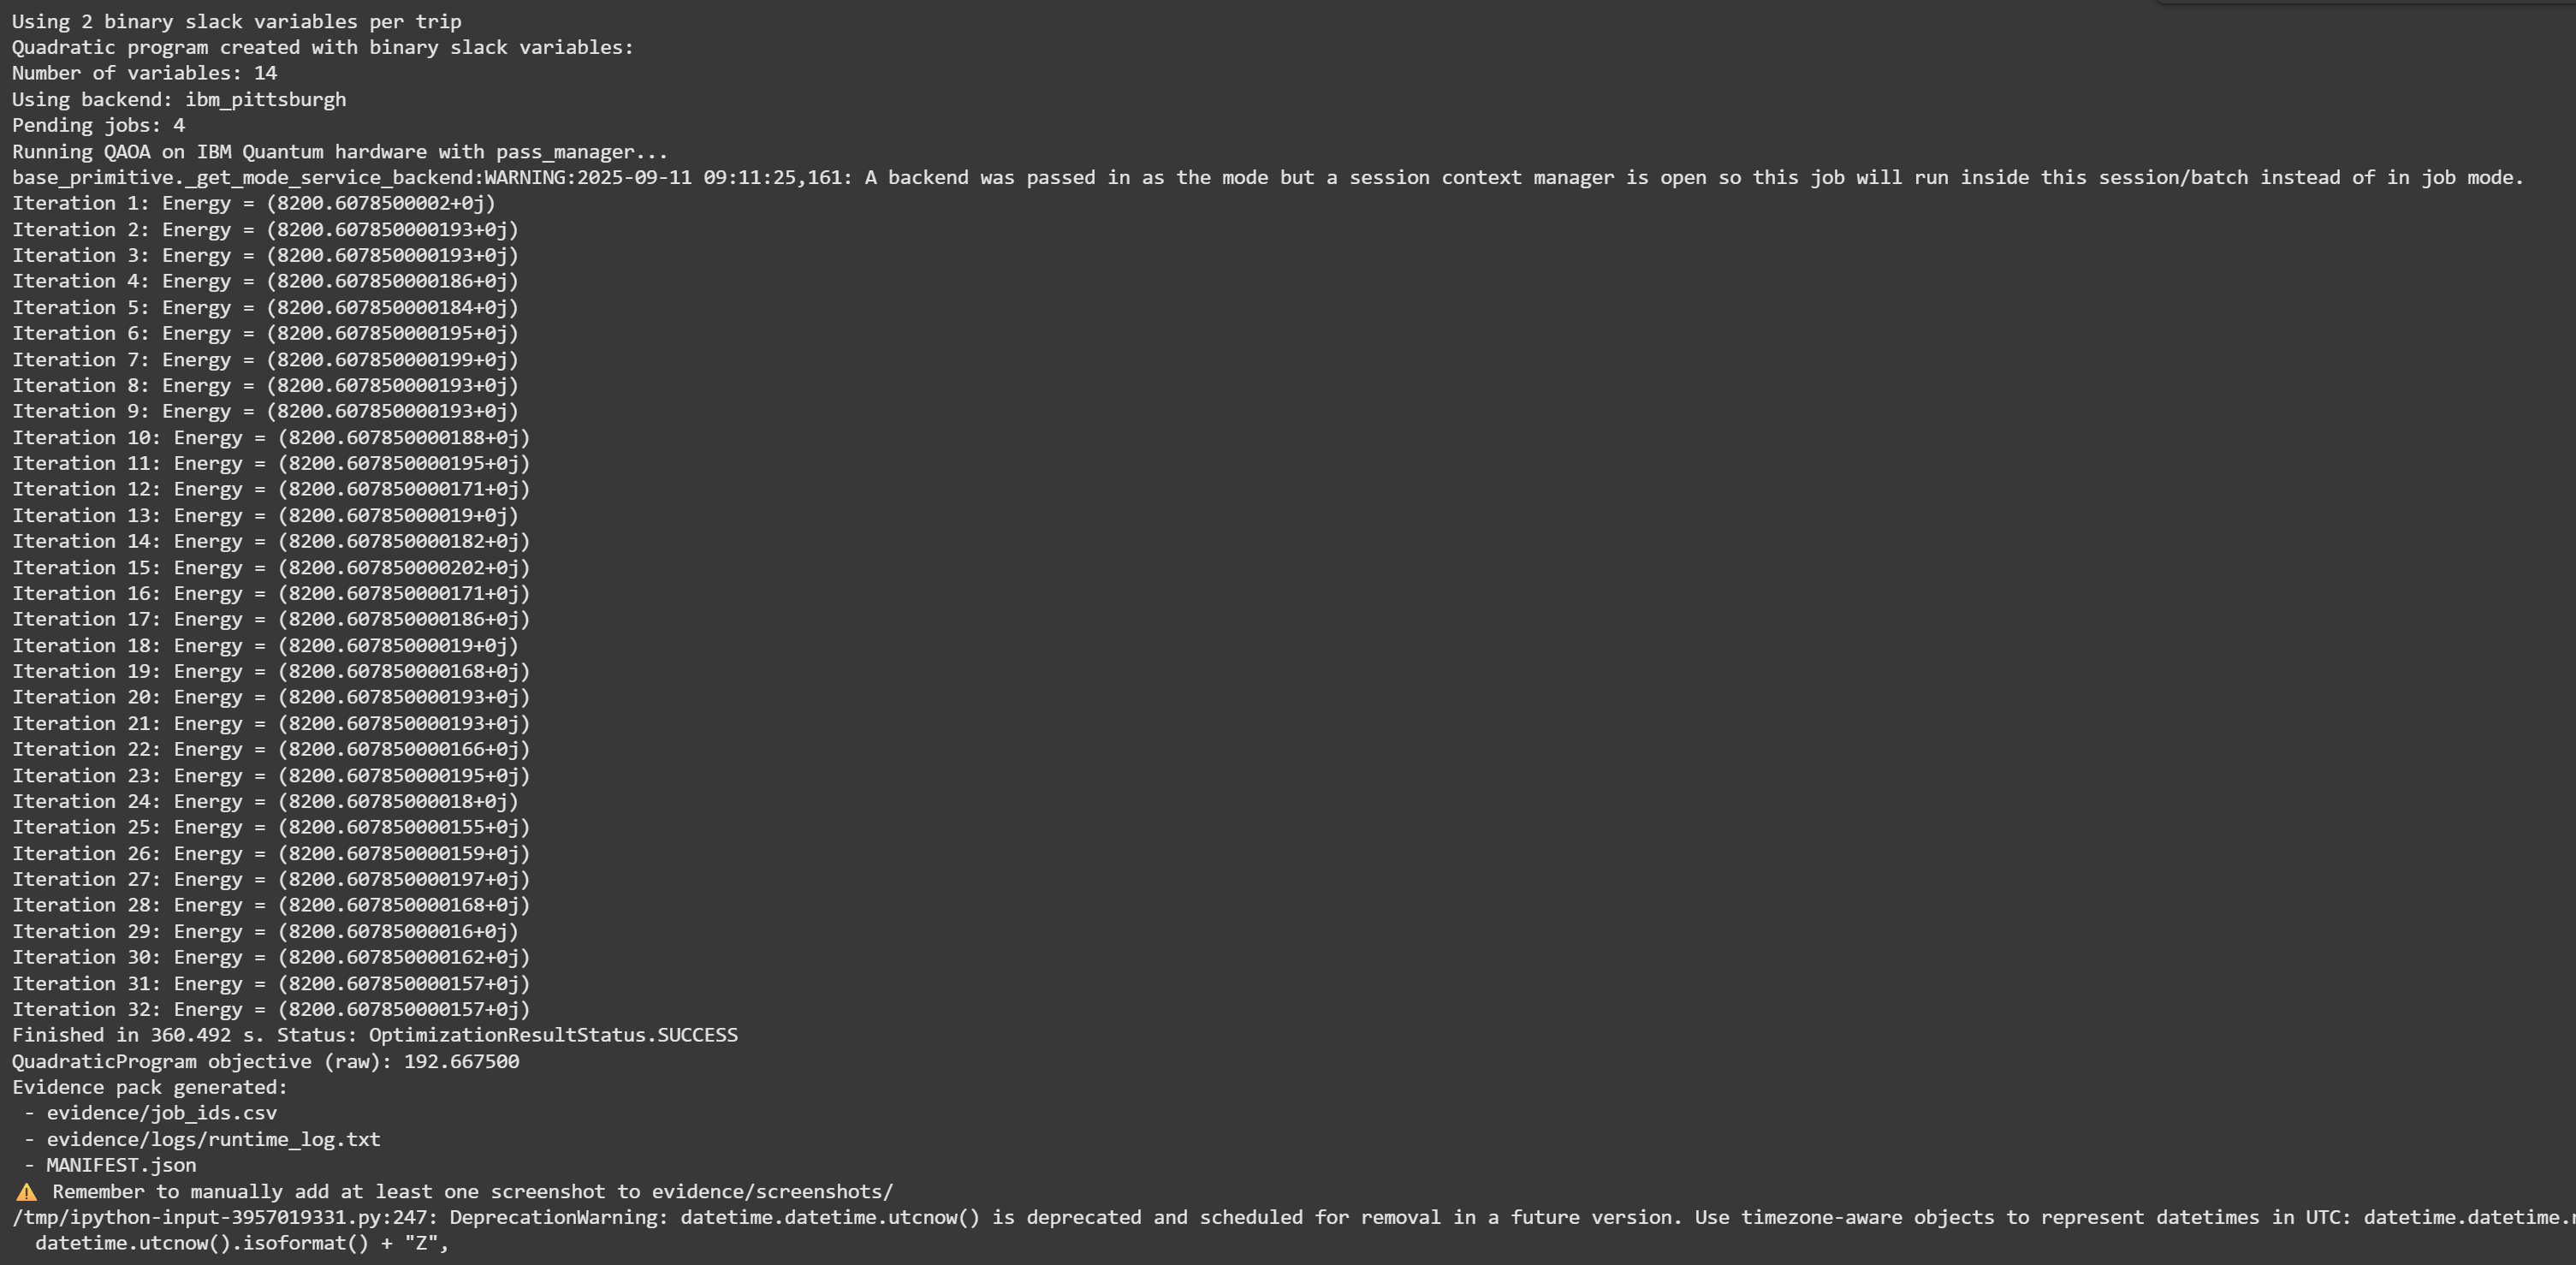 Using 2 binary slack variables per trip
Quadratic program created with binary slack variables:
Number of variables: 14
Using backend: ibm_pittsburgh
Pending jobs: 4
Running QAOA on IBM Quantum hardware with pass_manager...
base_primitive._get_mode_service_backend:WARNING:2025-09-11 09:11:25,161: A backend was passed in as the mode but a session context manager is open so this job will run inside this session/batch instead of in job mode.
Iteration 1: Energy = (8200.6078500002+0j)
Iteration 2: Energy = (8200.607850000193+0j)
Iteration 3: Energy = (8200.607850000193+0j)
Iteration 4: Energy = (8200.607850000186+0j)
Iteration 5: Energy = (8200.607850000184+0j)
Iteration 6: Energy = (8200.607850000195+0j)
Iteration 7: Energy = (8200.607850000199+0j)
Iteration 8: Energy = (8200.607850000193+0j)
Iteration 9: Energy = (8200.607850000193+0j)
Iteration 10: Energy = (8200.607850000188+0j)
Iteration 11: Energy = (8200.607850000195+0j)
Iteration 12: Energy = (8200.607850000171+0j)
Iteration 13: Energy = (8200.60785000019+0j)
Iteration 14: Energy = (8200.607850000182+0j)
Iteration 15: Energy = (8200.607850000202+0j)
Iteration 16: Energy = (8200.607850000171+0j)
Iteration 17: Energy = (8200.607850000186+0j)
Iteration 18: Energy = (8200.60785000019+0j)
Iteration 19: Energy = (8200.607850000168+0j)
Iteration 20: Energy = (8200.607850000193+0j)
Iteration 21: Energy = (8200.607850000193+0j)
Iteration 22: Energy = (8200.607850000166+0j)
Iteration 23: Energy = (8200.607850000195+0j)
Iteration 24: Energy = (8200.60785000018+0j)
Iteration 25: Energy = (8200.607850000155+0j)
Iteration 26: Energy = (8200.607850000159+0j)
Iteration 27: Energy = (8200.607850000197+0j)
Iteration 28: Energy = (8200.607850000168+0j)
Iteration 29: Energy = (8200.60785000016+0j)
Iteration 30: Energy = (8200.607850000162+0j)
Iteration 31: Energy = (8200.607850000157+0j)
Iteration 32: Energy = (8200.607850000157+0j)
Finished in 360.492 s. Status: OptimizationResultStatus.SUCCESS
QuadraticProgram objective (raw): 192.667500
Evidence pack generated:
- evidence/job_ids.csv
- evidence/logs/runtime_log.txt
- MANIFEST.json
⚠️ Remember to manually add at least one screenshot to evidence/screenshots/
/tmp/ipython-input-3957019331.py:247: DeprecationWarning: datetime.datetime.utcnow() is deprecated and scheduled for removal in a future version. Use timezone-aware objects to represent datetimes in UTC: datetime.datetime.
datetime.utcnow().isoformat() + "Z",